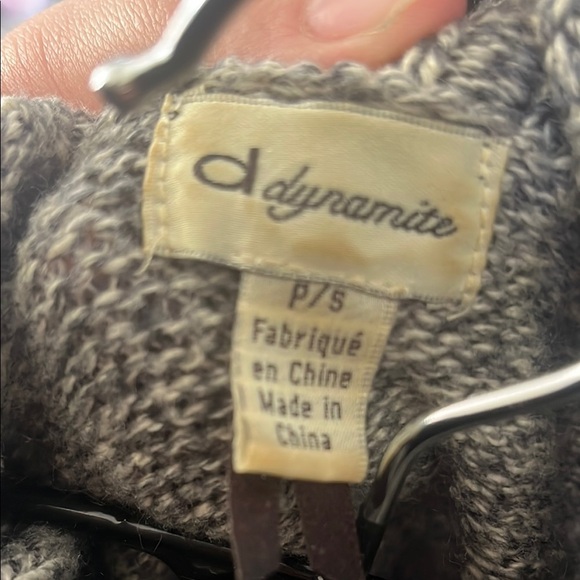 d dynamite
P/S
Fabriqué
en Chine
Made in
China